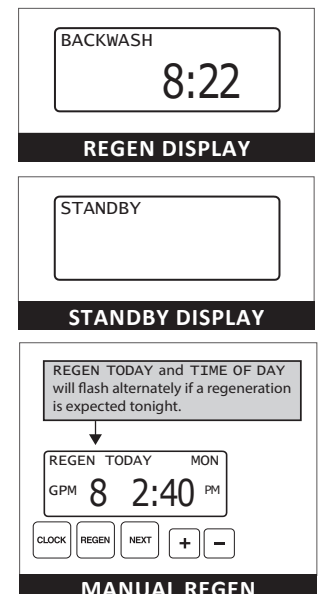 BACKWASH
8:22
REGEN DISPLAY
STANDBY
STANDBY DISPLAY
REGEN TODAY and TIME OF DAY
will flash alternately if a regeneration
is expected tonight.
REGEN TODAY MON
GPM 8 2:40 PM
CLOCK REGEN NEXT + −
MANUAL REGEN